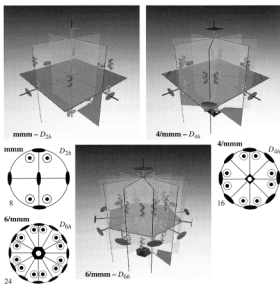 mmm – D2h
4/mmm – D4h
mmm D2h
8
4/mmm
D4h
16
6/mmm
D6h
24
6/mmm – D6h